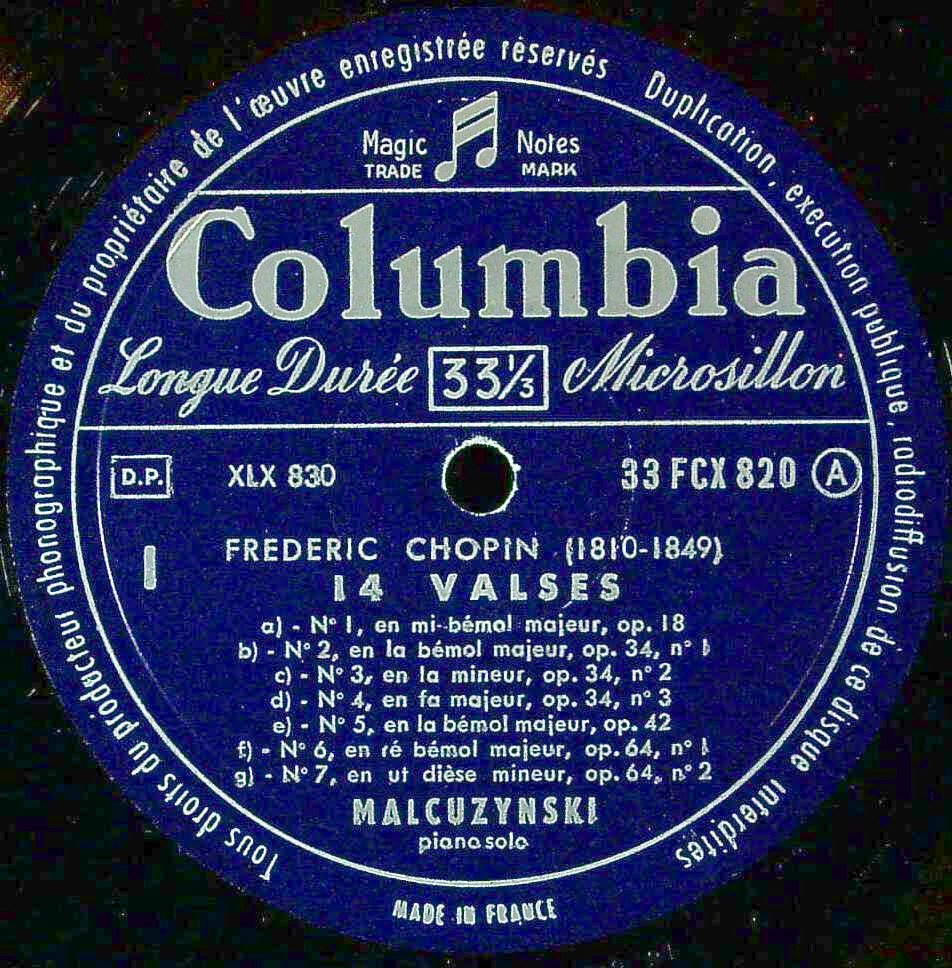 Tous droits du producteur phonographique et du propriétaire de l'œuvre enregistrée réservés
Duplication, execution publique, radiodiffusion de ce disque interdites
Magic Notes
TRADE MARK
Columbia
Longue Durée 33⅓ Microsillon
D.P. XLX 830 33 FCX 820 A
I
FREDERIC CHOPIN (1810-1849)
14 VALSES
a) - N° 1, en mi-bémol majeur, op. 18
b) - N° 2, en la bémol majeur, op. 34, n° 1
c) - N° 3, en la mineur, op. 34, n° 2
d) - N° 4, en fa majeur, op. 34, n° 3
e) - N° 5, en la bémol majeur, op. 42
f) - N° 6, en ré bémol majeur, op. 64, n° 1
g) - N° 7, en ut dièse mineur, op. 64, n° 2
MALCUZYNSKI
piano solo
MADE IN FRANCE